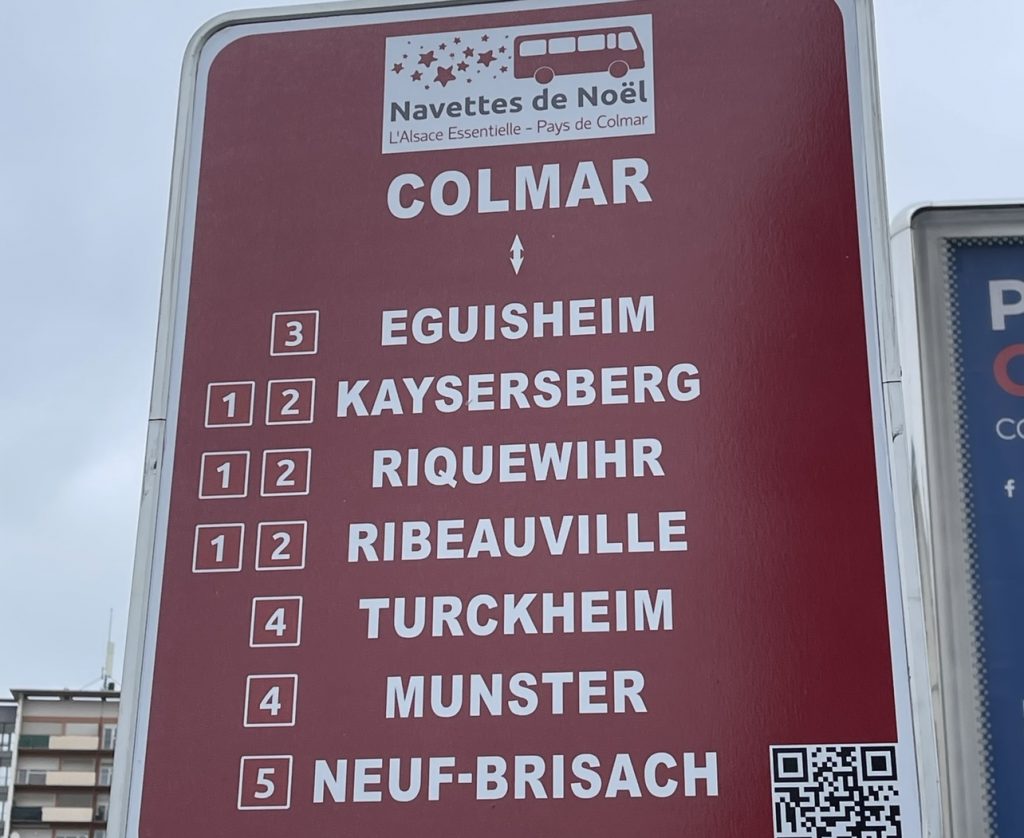 Navettes de Noël
L'Alsace Essentielle - Pays de Colmar
COLMAR
3 EGUISHEIM
1 2 KAYSERSBERG
1 2 RIQUEWIHR
1 2 RIBEAUVILLE
4 TURCKHEIM
4 MUNSTER
5 NEUF-BRISACH